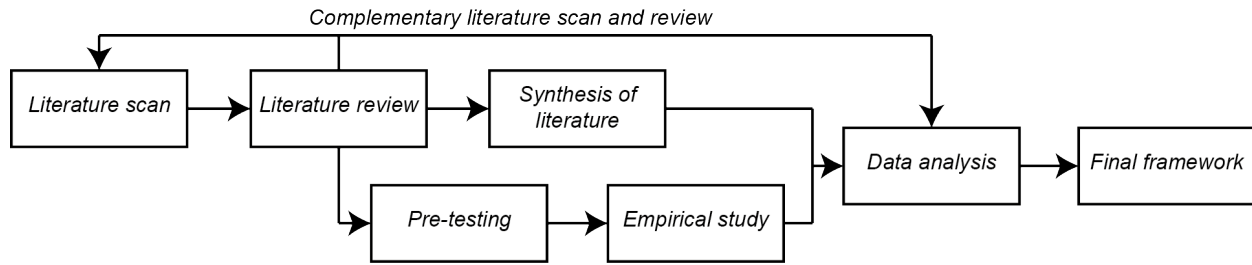 Complementary literature scan and review
Literature scan
Literature review
Synthesis of
literature
Data analysis
Final framework
Pre-testing
Empirical study